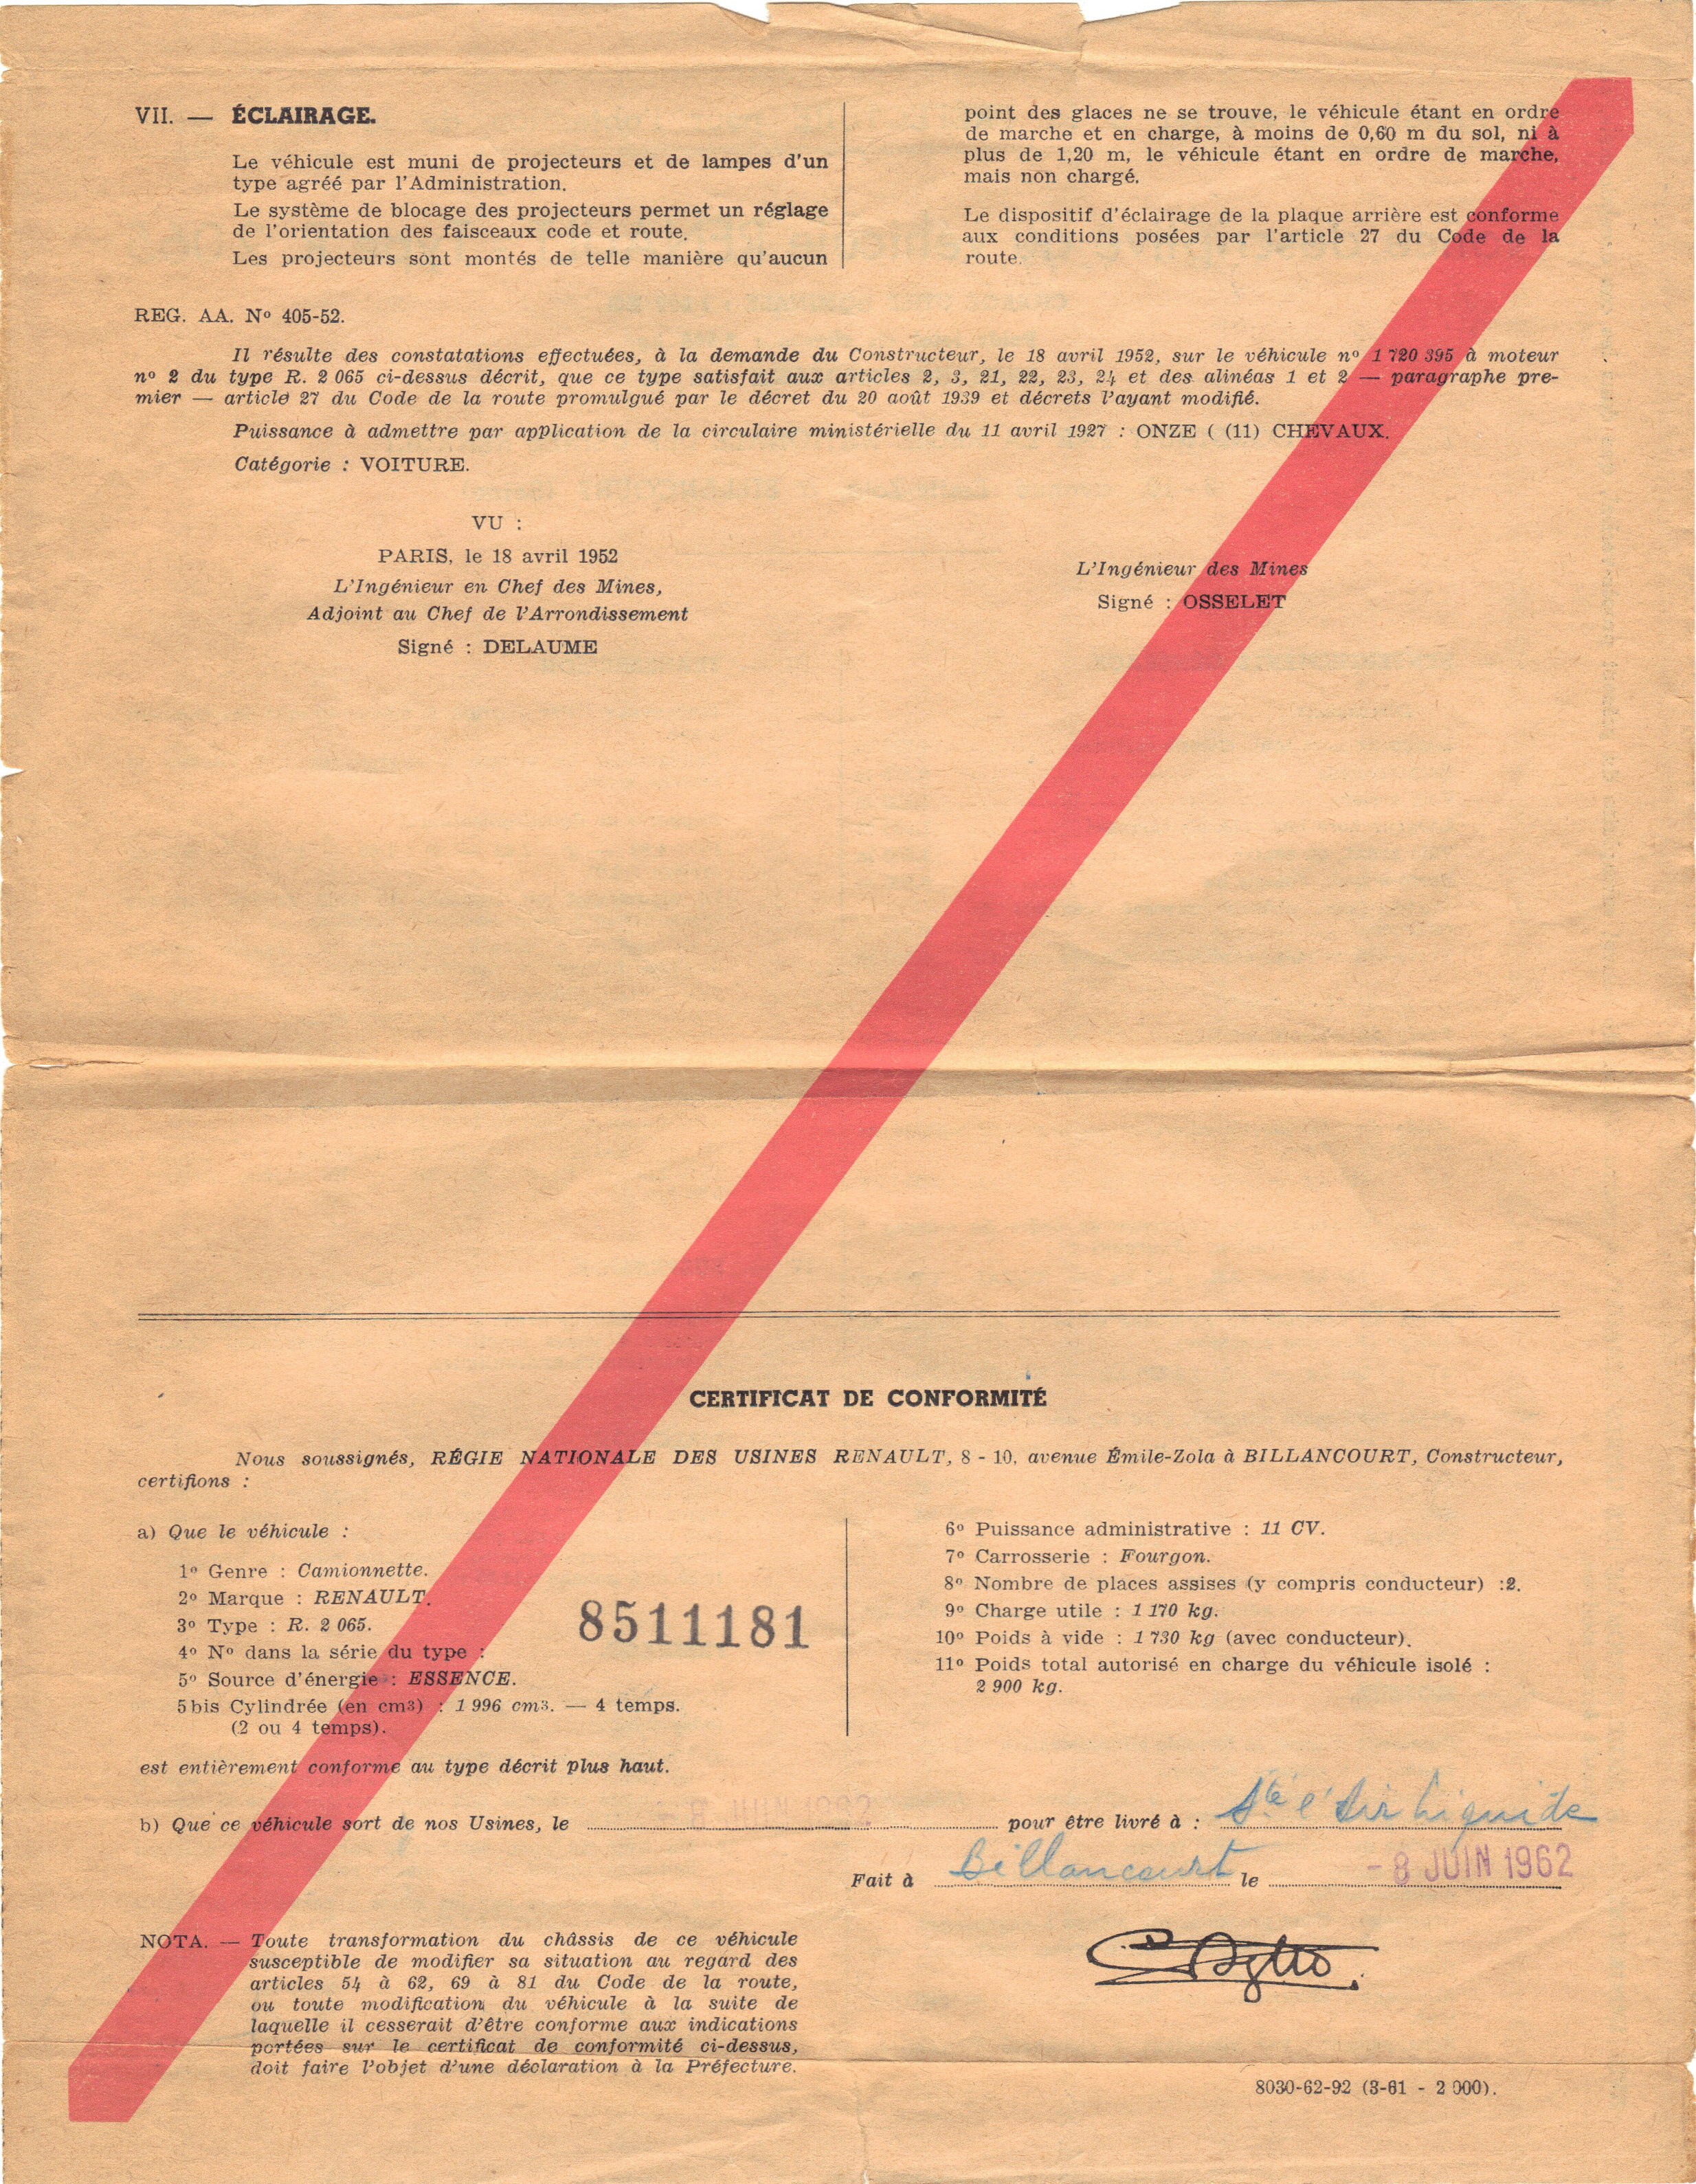 VII. — ÉCLAIRAGE.
Le véhicule est muni de projecteurs et de lampes d'un
type agréé par l'Administration.
Le système de blocage des projecteurs permet un réglage
de l'orientation des faisceaux code et route.
Les projecteurs sont montés de telle manière qu'aucun
point des glaces ne se trouve, le véhicule étant en ordre
de marche et en charge, à moins de 0,60 m du sol, ni à
plus de 1,20 m, le véhicule étant en ordre de marche,
mais non chargé.
Le dispositif d'éclairage de la plaque arrière est conforme
aux conditions posées par l'article 27 du Code de la
route.
REG. AA. Nº 405-52.
Il résulte des constatations effectuées, à la demande du Constructeur, le 18 avril 1952, sur le véhicule nº 1 720 395 à moteur
nº 2 du type R. 2 065 ci-dessus décrit, que ce type satisfait aux articles 2, 3, 21, 22, 23, 24 et des alinéas 1 et 2 — paragraphe pre-
mier — article 27 du Code de la route promulgué par le décret du 20 août 1939 et décrets l'ayant modifié.
Puissance à admettre par application de la circulaire ministérielle du 11 avril 1927 : ONZE ( (11) CHEVAUX.
Catégorie : VOITURE.
VU :
PARIS, le 18 avril 1952
L'Ingénieur en Chef des Mines,
Adjoint au Chef de l'Arrondissement
Signé : DELAUME
L'Ingénieur des Mines
Signé : OSSELET
CERTIFICAT DE CONFORMITÉ
Nous soussignés, RÉGIE NATIONALE DES USINES RENAULT, 8 - 10, avenue Émile-Zola à BILLANCOURT, Constructeur,
certifions :
a) Que le véhicule :
1º Genre : Camionnette.
2º Marque : RENAULT.
3º Type : R. 2 065.
4º Nº dans la série du type : 8511181
5º Source d'énergie : ESSENCE.
5 bis Cylindrée (en cm3) : 1 996 cm3. — 4 temps.
(2 ou 4 temps).
6º Puissance administrative : 11 CV.
7º Carrosserie : Fourgon.
8º Nombre de places assises (y compris conducteur) :2.
9º Charge utile : 1 170 kg.
10º Poids à vide : 1 730 kg (avec conducteur).
11º Poids total autorisé en charge du véhicule isolé :
2 900 kg.
est entièrement conforme au type décrit plus haut.
b) Que ce véhicule sort de nos Usines, le - 8 JUIN 1962 pour être livré à : Sté l'Air Liquide
Fait à Billancourt le - 8 JUIN 1962
NOTA. — Toute transformation du châssis de ce véhicule
susceptible de modifier sa situation au regard des
articles 54 à 62, 69 à 81 du Code de la route,
ou toute modification du véhicule à la suite de
laquelle il cesserait d'être conforme aux indications
portées sur le certificat de conformité ci-dessus,
doit faire l'objet d'une déclaration à la Préfecture.
8030-62-92 (3-61 - 2 000).